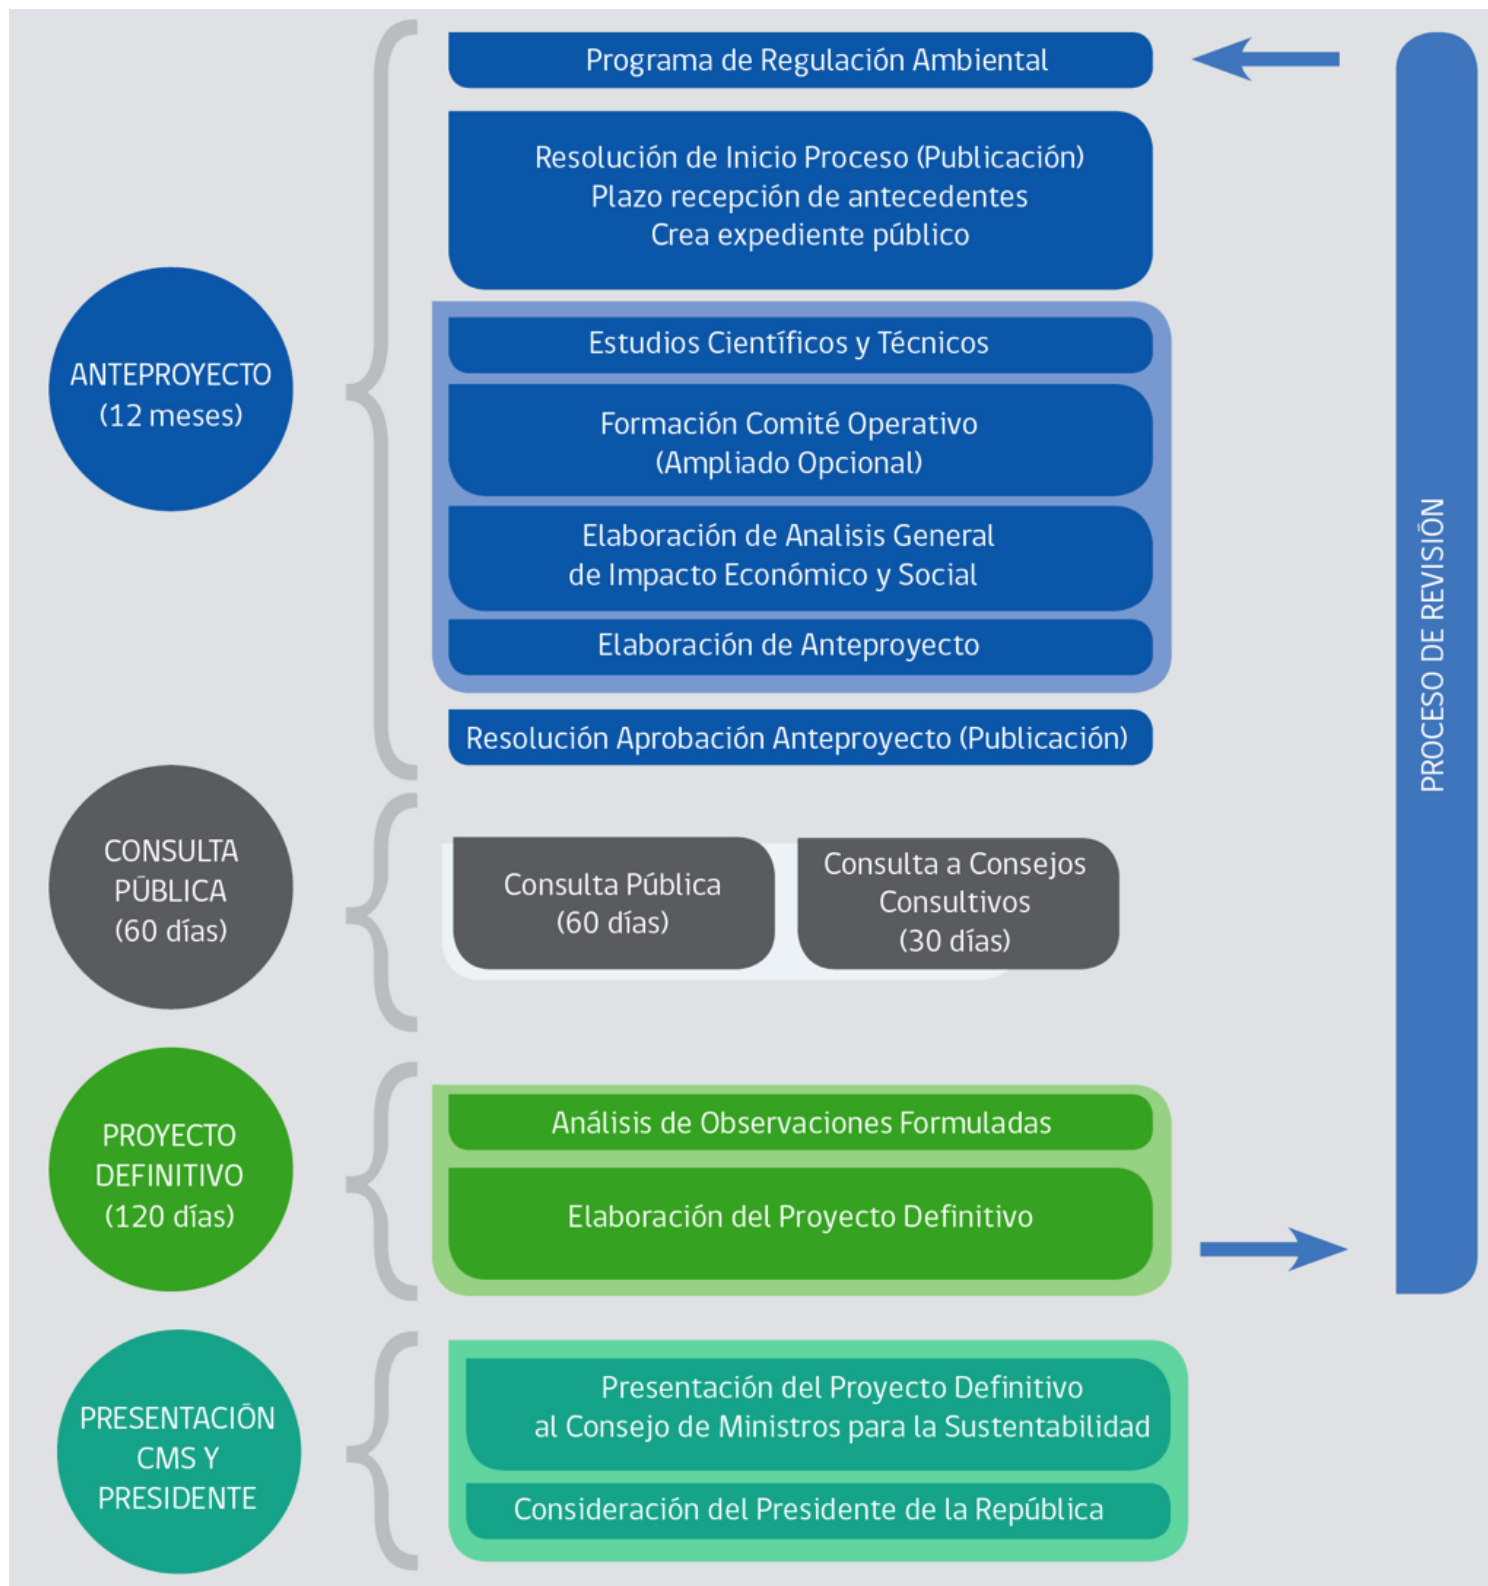 Programa de Regulación Ambiental
Resolución de Inicio Proceso (Publicación)
Plazo recepción de antecedentes
Crea expediente público
ANTEPROYECTO
(12 meses)
Estudios Científicos y Técnicos
Formación Comité Operativo
(Ampliado Opcional)
Elaboración de Analisis General
de Impacto Económico y Social
Elaboración de Anteproyecto
Resolución Aprobación Anteproyecto (Publicación)
CONSULTA
PÚBLICA
(60 días)
Consulta Pública
(60 días)
Consulta a Consejos
Consultivos
(30 días)
PROYECTO
DEFINITIVO
(120 días)
Análisis de Observaciones Formuladas
Elaboración del Proyecto Definitivo
PRESENTACIÓN
CMS Y
PRESIDENTE
Presentación del Proyecto Definitivo
al Consejo de Ministros para la Sustentabilidad
Consideración del Presidente de la República
PROCESO DE REVISIÓN